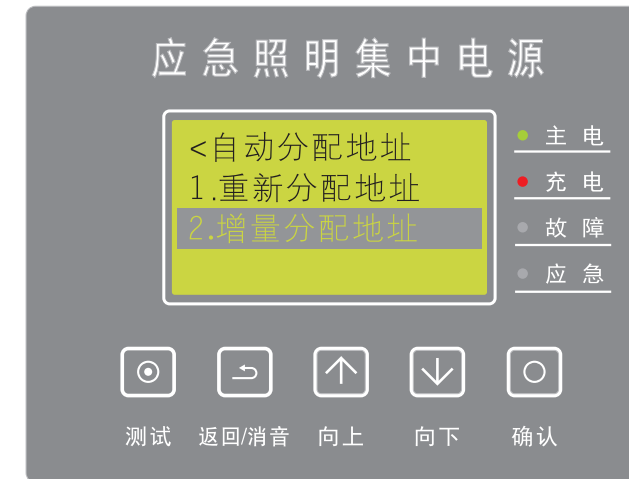 应急照明集中电源
<自动分配地址
1.重新分配地址
2.增量分配地址
主电
充电
故障
应急
测试 返回/消音 向上 向下 确认